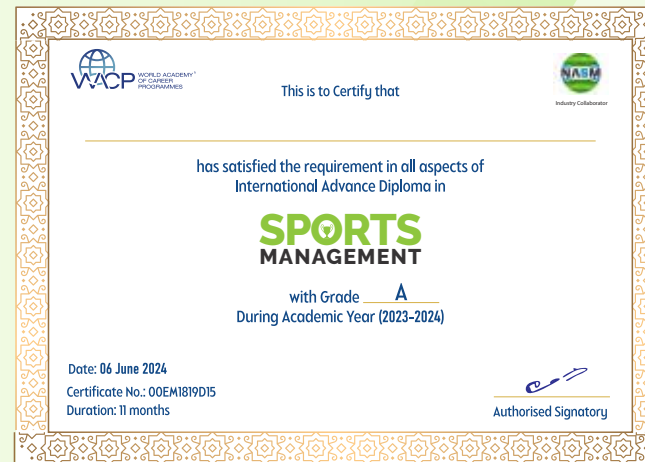 WACP
WORLD ACADEMY
OF CAREER
PROGRAMMES
NASM
Industry Collaborator
This is to Certify that
has satisfied the requirement in all aspects of
International Advance Diploma in
SPORTS
MANAGEMENT
with Grade A
During Academic Year (2023-2024)
Date: 06 June 2024
Certificate No.: 00EM1819D15
Duration: 11 months
Authorised Signatory